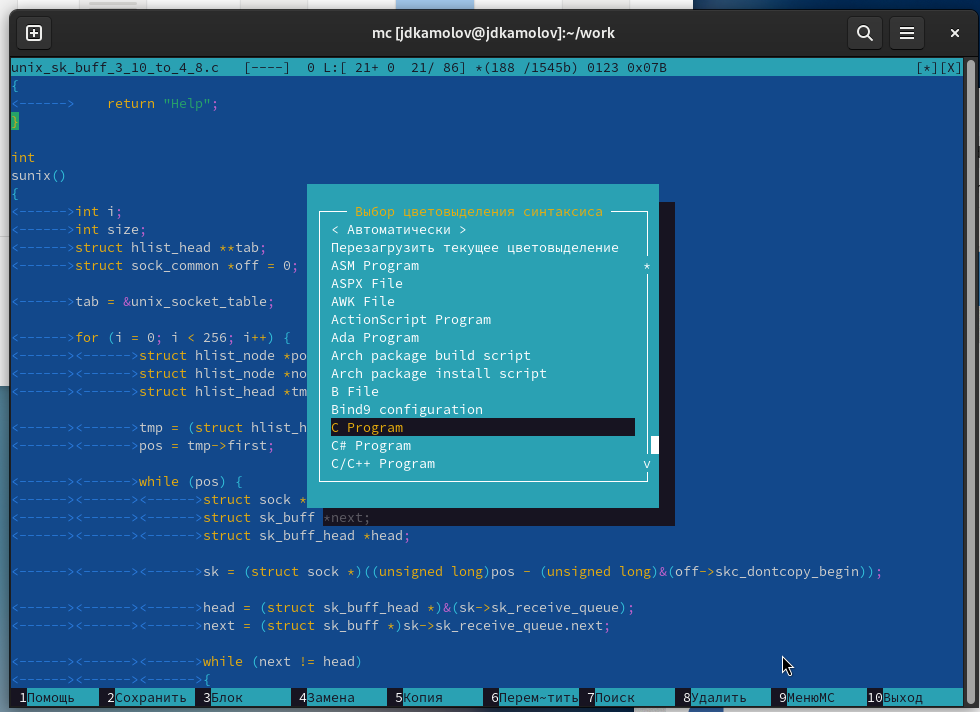 mc [jdkamolov@jdkamolov]:~/work
unix_sk_buff_3_10_to_4_8.c   [----]  0 L:[ 21+ 0  21/ 86] *(188 /1545b) 0123 0x07B   [*][X]
{
<------>    return "Help";
}
int
sunix()
{
<------>int i;
<------>int size;
<------>struct hlist_head **tab;
<------>struct sock_common *off = 0;
<------>tab = &unix_socket_table;
<------>for (i = 0; i < 256; i++) {
<------><------>struct hlist_node *po
<------><------>struct hlist_node *no
<------><------>struct hlist_head *tm
<------><------>tmp = (struct hlist_h
<------><------>pos = tmp->first;
<------><------>while (pos) {
<------><------><------>struct sock *
<------><------><------>struct sk_buff *next;
<------><------><------>struct sk_buff_head *head;
<------><------><------>sk = (struct sock *)((unsigned long)pos - (unsigned long)&(off->skc_dontcopy_begin));
<------><------><------>head = (struct sk_buff_head *)&(sk->sk_receive_queue);
<------><------><------>next = (struct sk_buff *)sk->sk_receive_queue.next;
<------><------><------>while (next != head)
<------><------><------>{
Выбор цветовыделения синтаксиса
< Автоматически >
Перезагрузить текущее цветовыделение
ASM Program
ASPX File
AWK File
ActionScript Program
Ada Program
Arch package build script
Arch package install script
B File
Bind9 configuration
C Program
C# Program
C/C++ Program
1Помощь 2Сохранить 3Блок 4Замена 5Копия 6Перем~тить 7Поиск 8Удалить 9МенюMC 10Выход